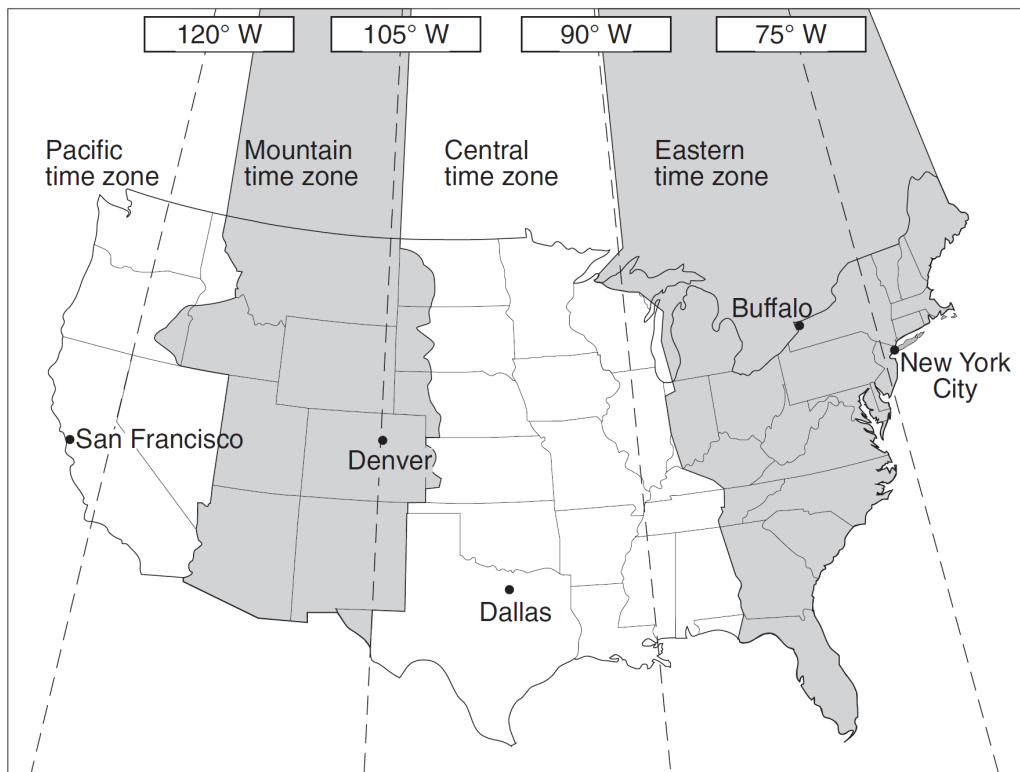 120° W
105° W
90° W
75° W
Pacific
time zone
Mountain
time zone
Central
time zone
Eastern
time zone
Buffalo
New York
City
San Francisco
Denver
Dallas